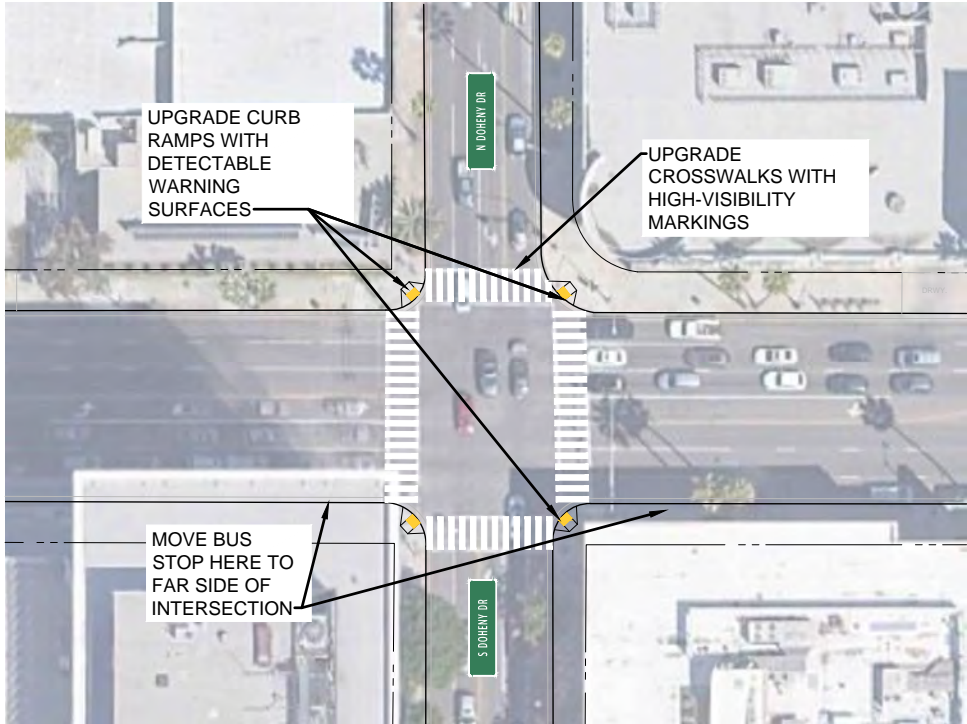 N DOHENY DR
UPGRADE CURB
RAMPS WITH
DETECTABLE
WARNING
SURFACES
UPGRADE
CROSSWALKS WITH
HIGH-VISIBILITY
MARKINGS
MOVE BUS
STOP HERE TO
FAR SIDE OF
INTERSECTION
S DOHENY DR